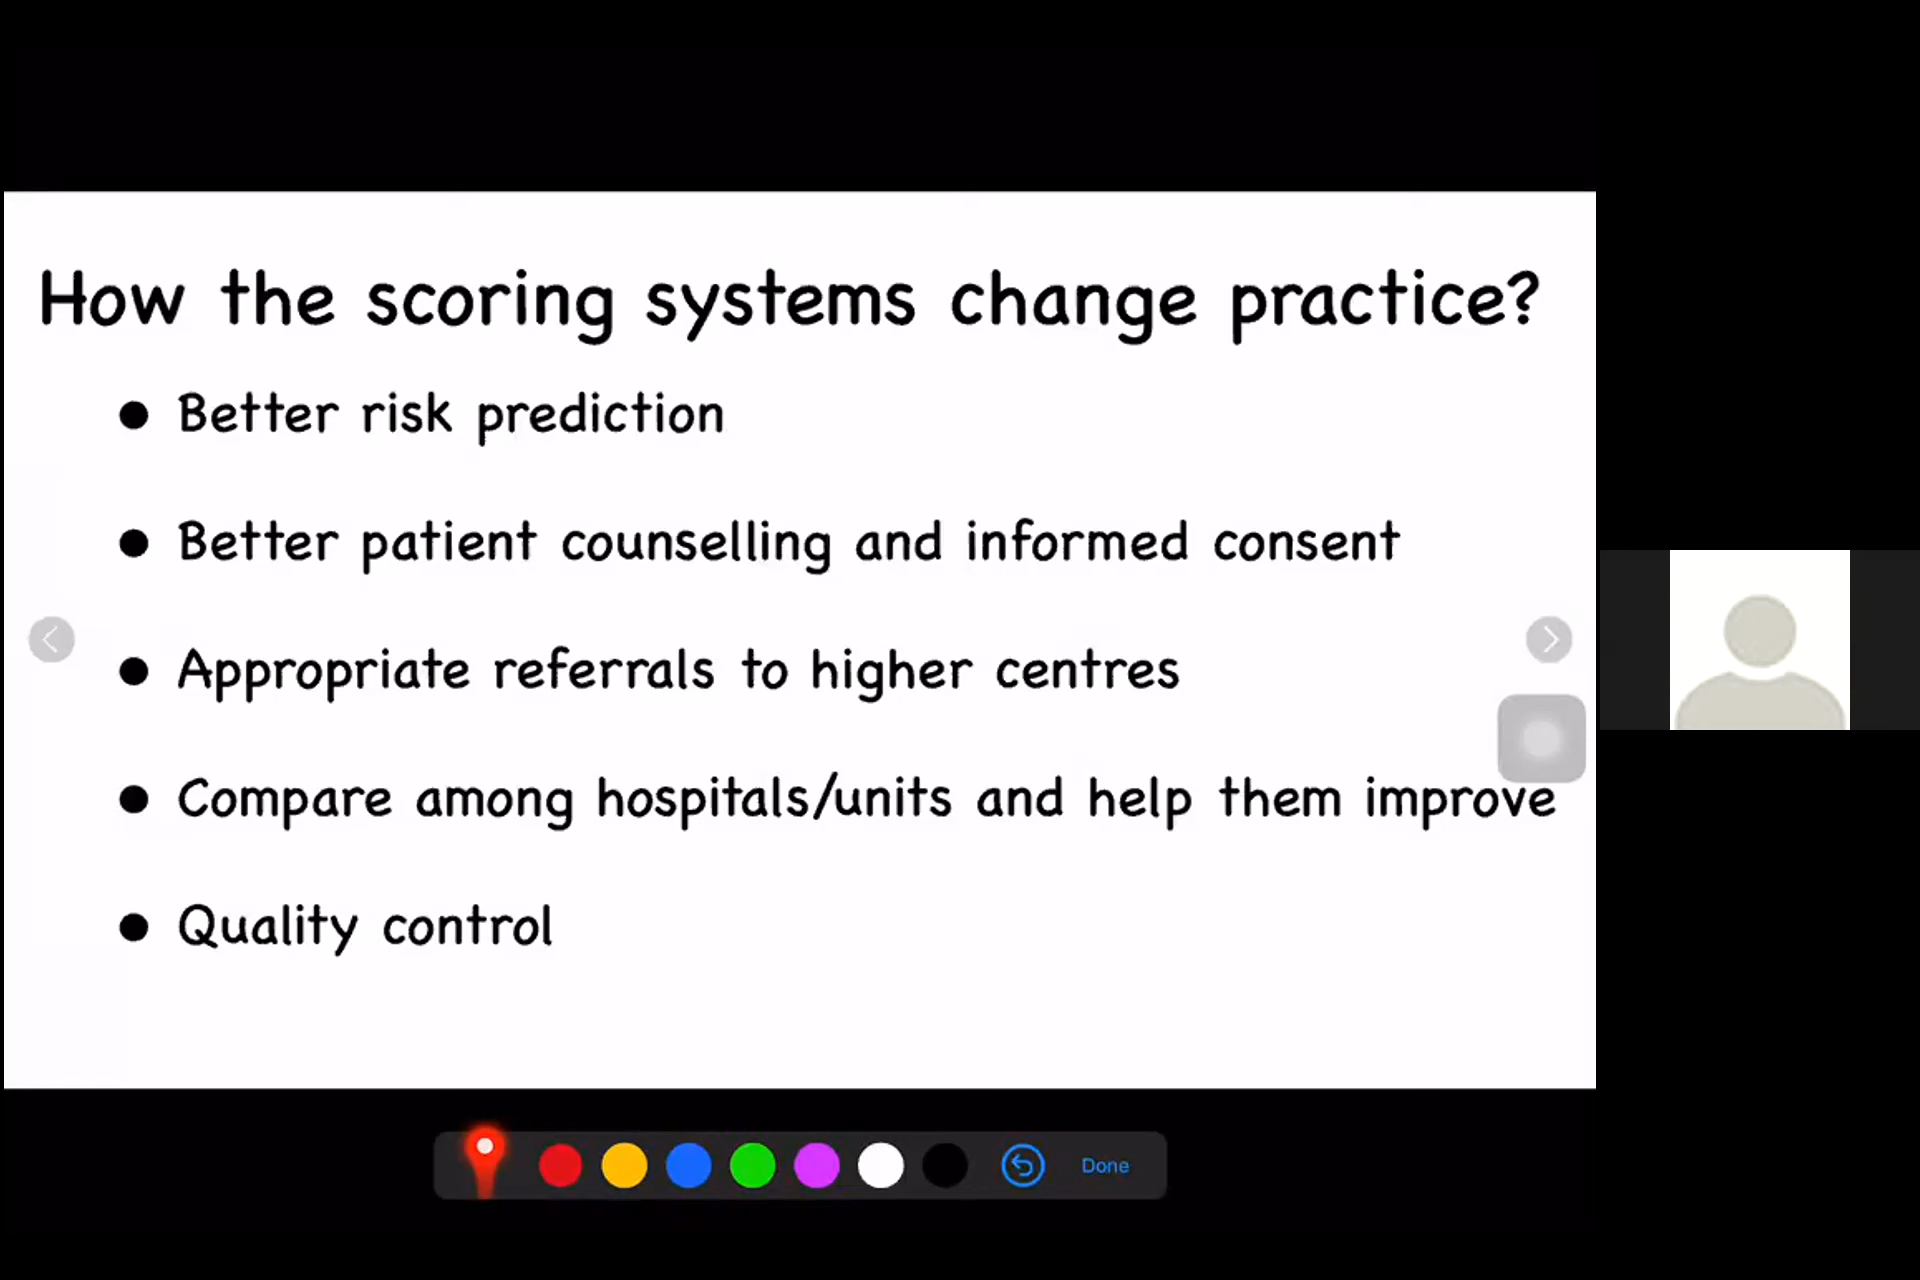 How the scoring systems change practice?
● Better risk prediction
● Better patient counselling and informed consent
● Appropriate referrals to higher centres
● Compare among hospitals/units and help them improve
● Quality control
Done